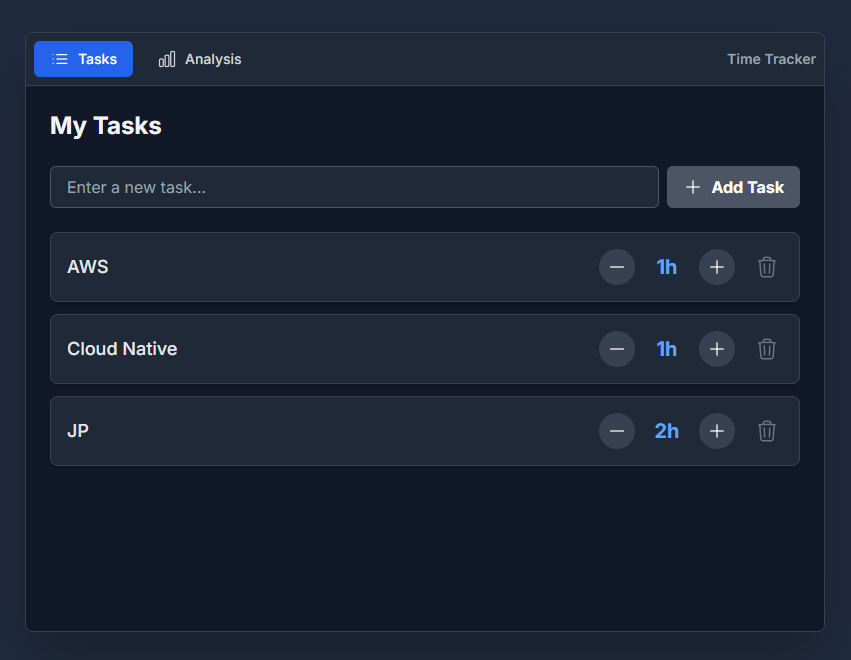 Tasks
Analysis
Time Tracker
My Tasks
Enter a new task...
Add Task
AWS
1h
Cloud Native
1h
JP
2h